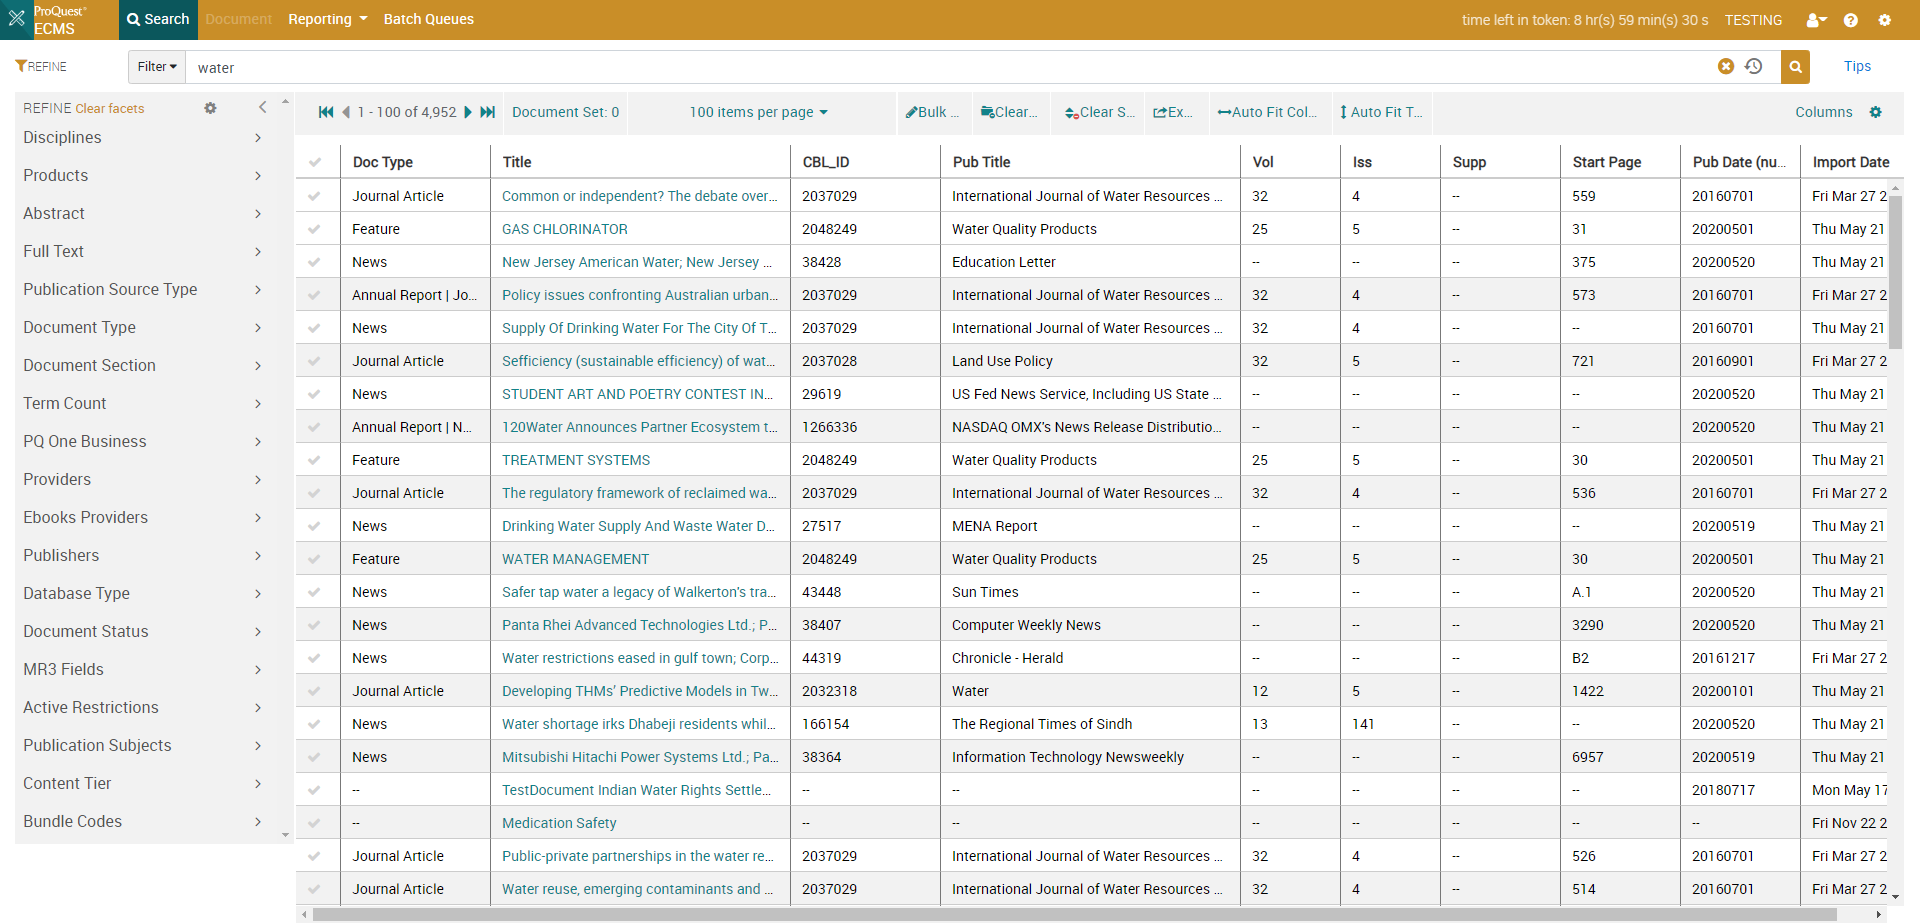 ProQuest® ECMS Search Document Reporting Batch Queues time left in token: 8 hr(s) 59 min(s) 30 s TESTING
REFINE Filter water Tips
REFINE Clear facets
Disciplines
Products
Abstract
Full Text
Publication Source Type
Document Type
Document Section
Term Count
PQ One Business
Providers
Ebooks Providers
Publishers
Database Type
Document Status
MR3 Fields
Active Restrictions
Publication Subjects
Content Tier
Bundle Codes
1 - 100 of 4,952 Document Set: 0 100 items per page Bulk ... Clear... Clear S... Ex... Auto Fit Col... Auto Fit T... Columns
Doc Type Title CBL_ID Pub Title Vol Iss Supp Start Page Pub Date (nu... Import Date
Journal Article Common or independent? The debate over... 2037029 International Journal of Water Resources ... 32 4 -- 559 20160701 Fri Mar 27 2
Feature GAS CHLORINATOR 2048249 Water Quality Products 25 5 -- 31 20200501 Thu May 21
News New Jersey American Water; New Jersey ... 38428 Education Letter -- -- -- 375 20200520 Thu May 21
Annual Report | Jo... Policy issues confronting Australian urban... 2037029 International Journal of Water Resources ... 32 4 -- 573 20160701 Fri Mar 27 2
News Supply Of Drinking Water For The City Of T... 2037029 International Journal of Water Resources ... 32 4 -- -- 20160701 Thu May 21
Journal Article Sefficiency (sustainable efficiency) of wat... 2037028 Land Use Policy 32 5 -- 721 20160901 Fri Mar 27 2
News STUDENT ART AND POETRY CONTEST IN... 29619 US Fed News Service, Including US State ... -- -- -- -- 20200520 Thu May 21
Annual Report | N... 120Water Announces Partner Ecosystem t... 1266336 NASDAQ OMX's News Release Distributio... -- -- -- -- 20200520 Thu May 21
Feature TREATMENT SYSTEMS 2048249 Water Quality Products 25 5 -- 30 20200501 Thu May 21
Journal Article The regulatory framework of reclaimed wa... 2037029 International Journal of Water Resources ... 32 4 -- 536 20160701 Fri Mar 27 2
News Drinking Water Supply And Waste Water D... 27517 MENA Report -- -- -- -- 20200519 Thu May 21
Feature WATER MANAGEMENT 2048249 Water Quality Products 25 5 -- 30 20200501 Thu May 21
News Safer tap water a legacy of Walkerton's tra... 43448 Sun Times -- -- -- A.1 20200520 Thu May 21
News Panta Rhei Advanced Technologies Ltd.; P... 38407 Computer Weekly News -- -- -- 3290 20200520 Thu May 21
News Water restrictions eased in gulf town; Corp... 44319 Chronicle - Herald -- -- -- B2 20161217 Fri Mar 27 2
Journal Article Developing THMs' Predictive Models in Tw... 2032318 Water 12 5 -- 1422 20200101 Thu May 21
News Water shortage irks Dhabeji residents whil... 166154 The Regional Times of Sindh 13 141 -- -- 20200520 Thu May 21
News Mitsubishi Hitachi Power Systems Ltd.; Pa... 38364 Information Technology Newsweekly -- -- -- 6957 20200519 Thu May 21
-- TestDocument Indian Water Rights Settle... -- -- -- -- -- -- 20180717 Mon May 17
-- Medication Safety -- -- -- -- -- -- -- Fri Nov 22 2
Journal Article Public-private partnerships in the water re... 2037029 International Journal of Water Resources ... 32 4 -- 526 20160701 Fri Mar 27 2
Journal Article Water reuse, emerging contaminants and ... 2037029 International Journal of Water Resources ... 32 4 -- 514 20160701 Fri Mar 27 2